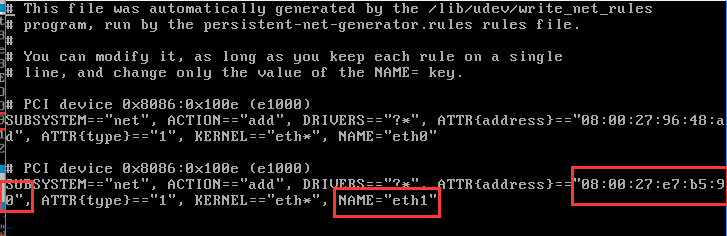 # This file was automatically generated by the /lib/udev/write_net_rules
# program, run by the persistent-net-generator.rules rules file.
#
# You can modify it, as long as you keep each rule on a single
# line, and change only the value of the NAME= key.
# PCI device 0x8086:0x100e (e1000)
SUBSYSTEM=="net", ACTION=="add", DRIVERS=="?*", ATTR{address}=="08:00:27:96:48:a
d", ATTR{type}=="1", KERNEL=="eth*", NAME="eth0"
# PCI device 0x8086:0x100e (e1000)
SUBSYSTEM=="net", ACTION=="add", DRIVERS=="?*", ATTR{address}=="08:00:27:e7:b5:9
0", ATTR{type}=="1", KERNEL=="eth*", NAME="eth1"